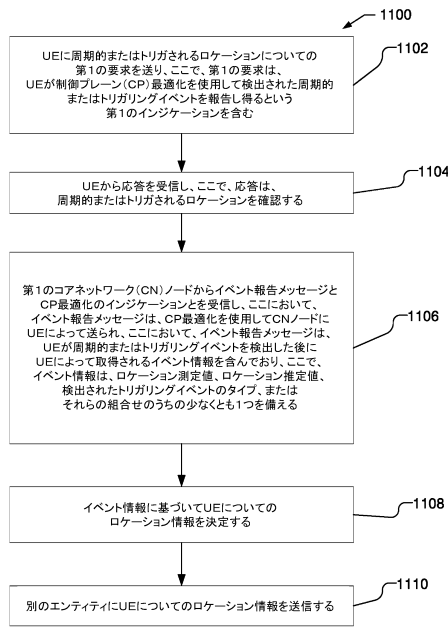 1100
UEに周期的またはトリガされるロケーションについての
第1の要求を送り、ここで、第1の要求は、
UEが制御プレーン(CP)最適化を使用して検出された周期的
またはトリガリングイベントを報告し得るという
第1のインジケーションを含む
1102
UEから応答を受信し、ここで、応答は、
周期的またはトリガされるロケーションを確認する
1104
第1のコアネットワーク(CN)ノードからイベント報告メッセージと
CP最適化のインジケーションとを受信し、ここにおいて、
イベント報告メッセージは、CP最適化を使用してCNノードに
UEによって送られ、ここにおいて、イベント報告メッセージは、
UEが周期的またはトリガリングイベントを検出した後に
UEによって取得されるイベント情報を含んでおり、ここで、
イベント情報は、ロケーション測定値、ロケーション推定値、
検出されたトリガリングイベントのタイプ、または
それらの組合せのうちの少なくとも1つを備える
1106
イベント情報に基づいてUEについての
ロケーション情報を決定する
1108
別のエンティティにUEについてのロケーション情報を送信する
1110